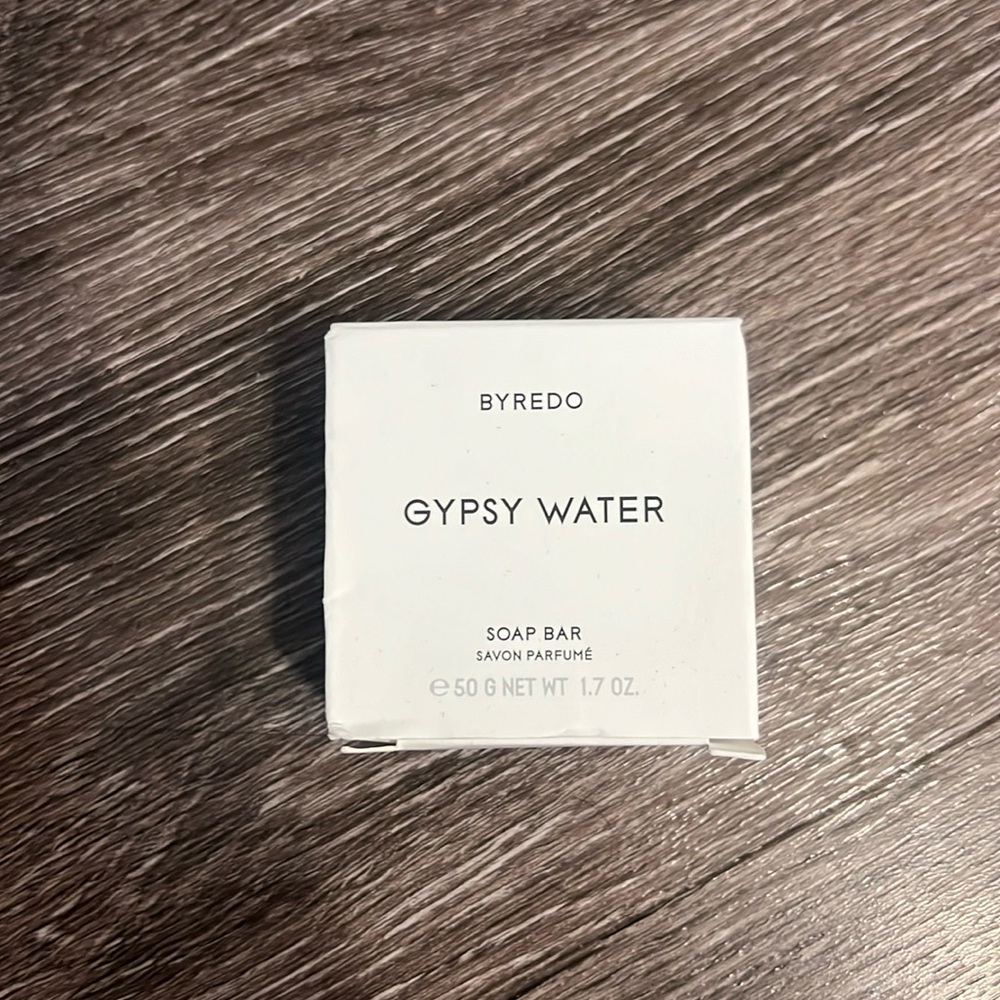 BYREDO
GYPSY WATER
SOAP BAR
SAVON PARFUMÉ
℮ 50 G NET WT 1.7 OZ.